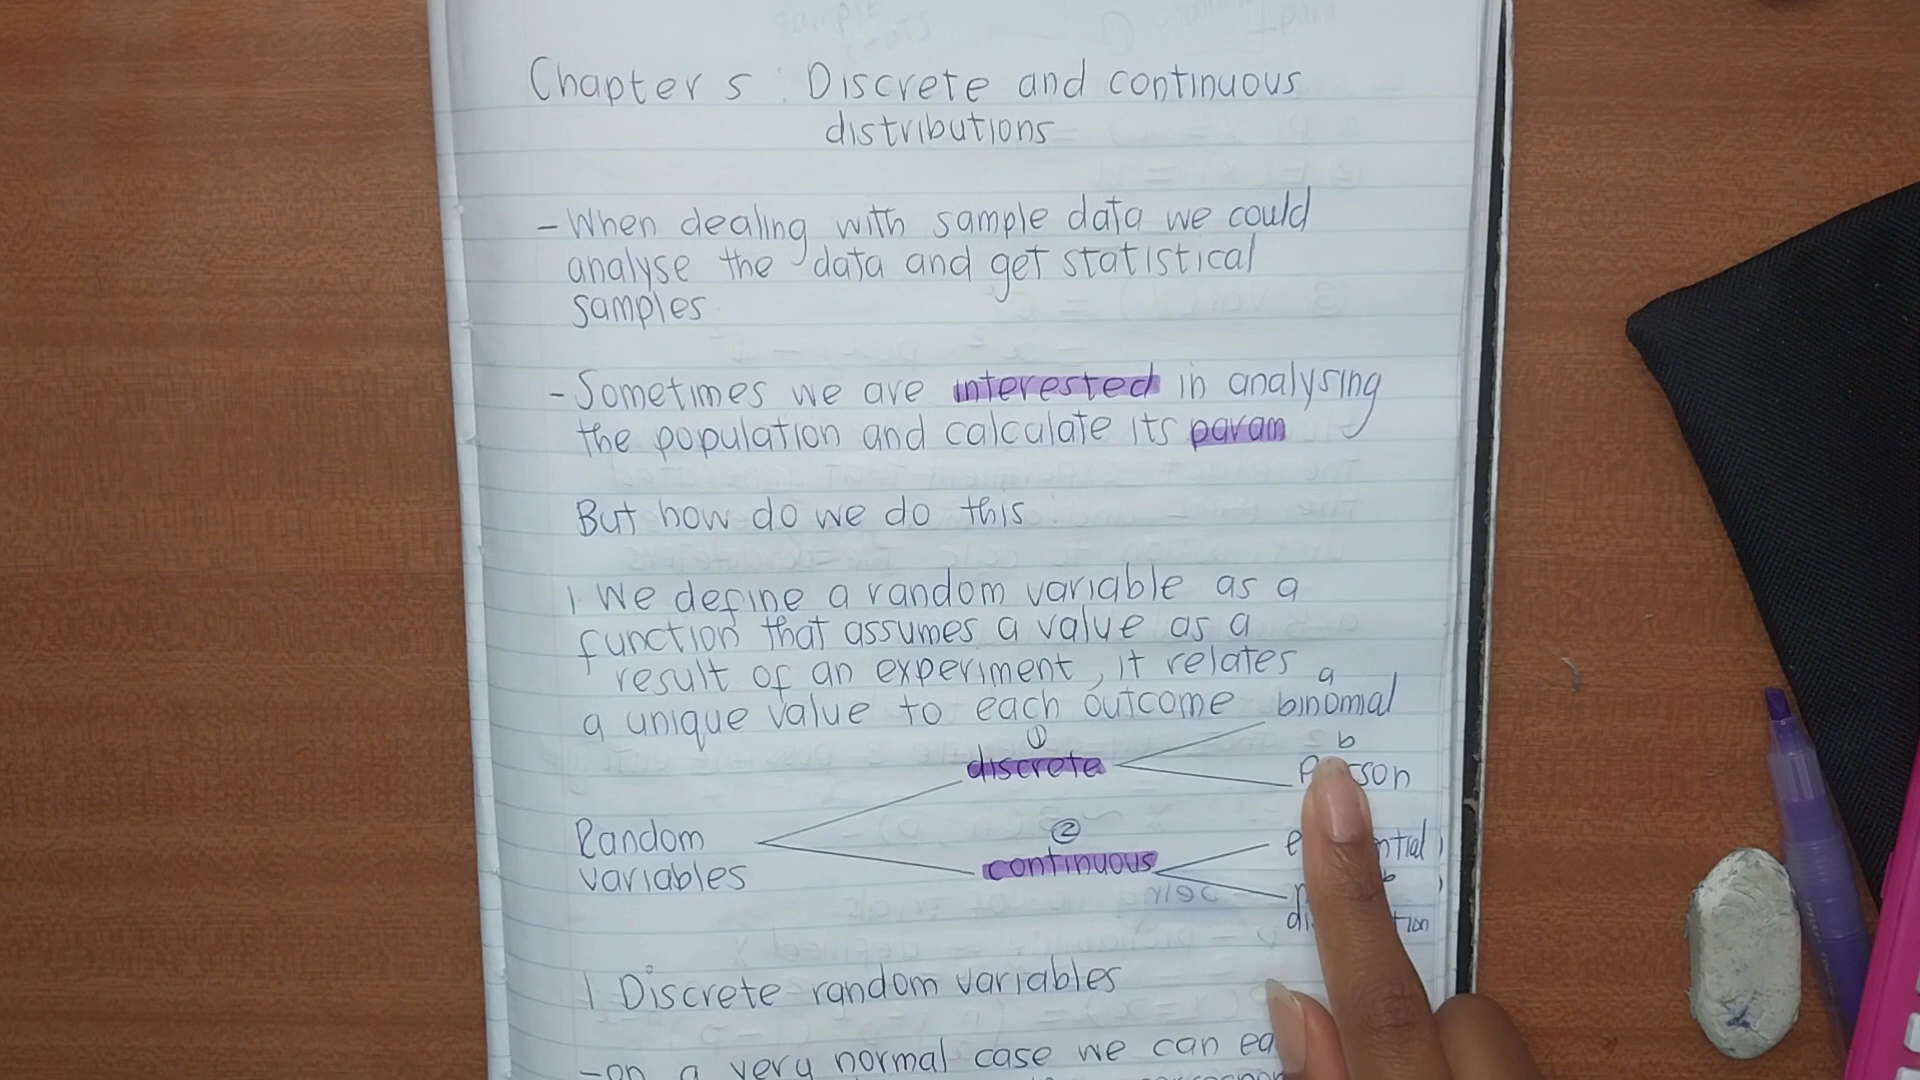 Chapter 5 : Discrete and continuous
distributions
- When dealing with sample data we could
analyse the data and get statistical
samples
- Sometimes we are interested in analysing
the population and calculate its param
But how do we do this
1 We define a random variable as a
function that assumes a value as a
result of an experiment, it relates
a unique value to each outcome
a
binomial
1
discrete
b
Random
variables
2
continuous
b
1 Discrete random variables
- on a very normal case we can